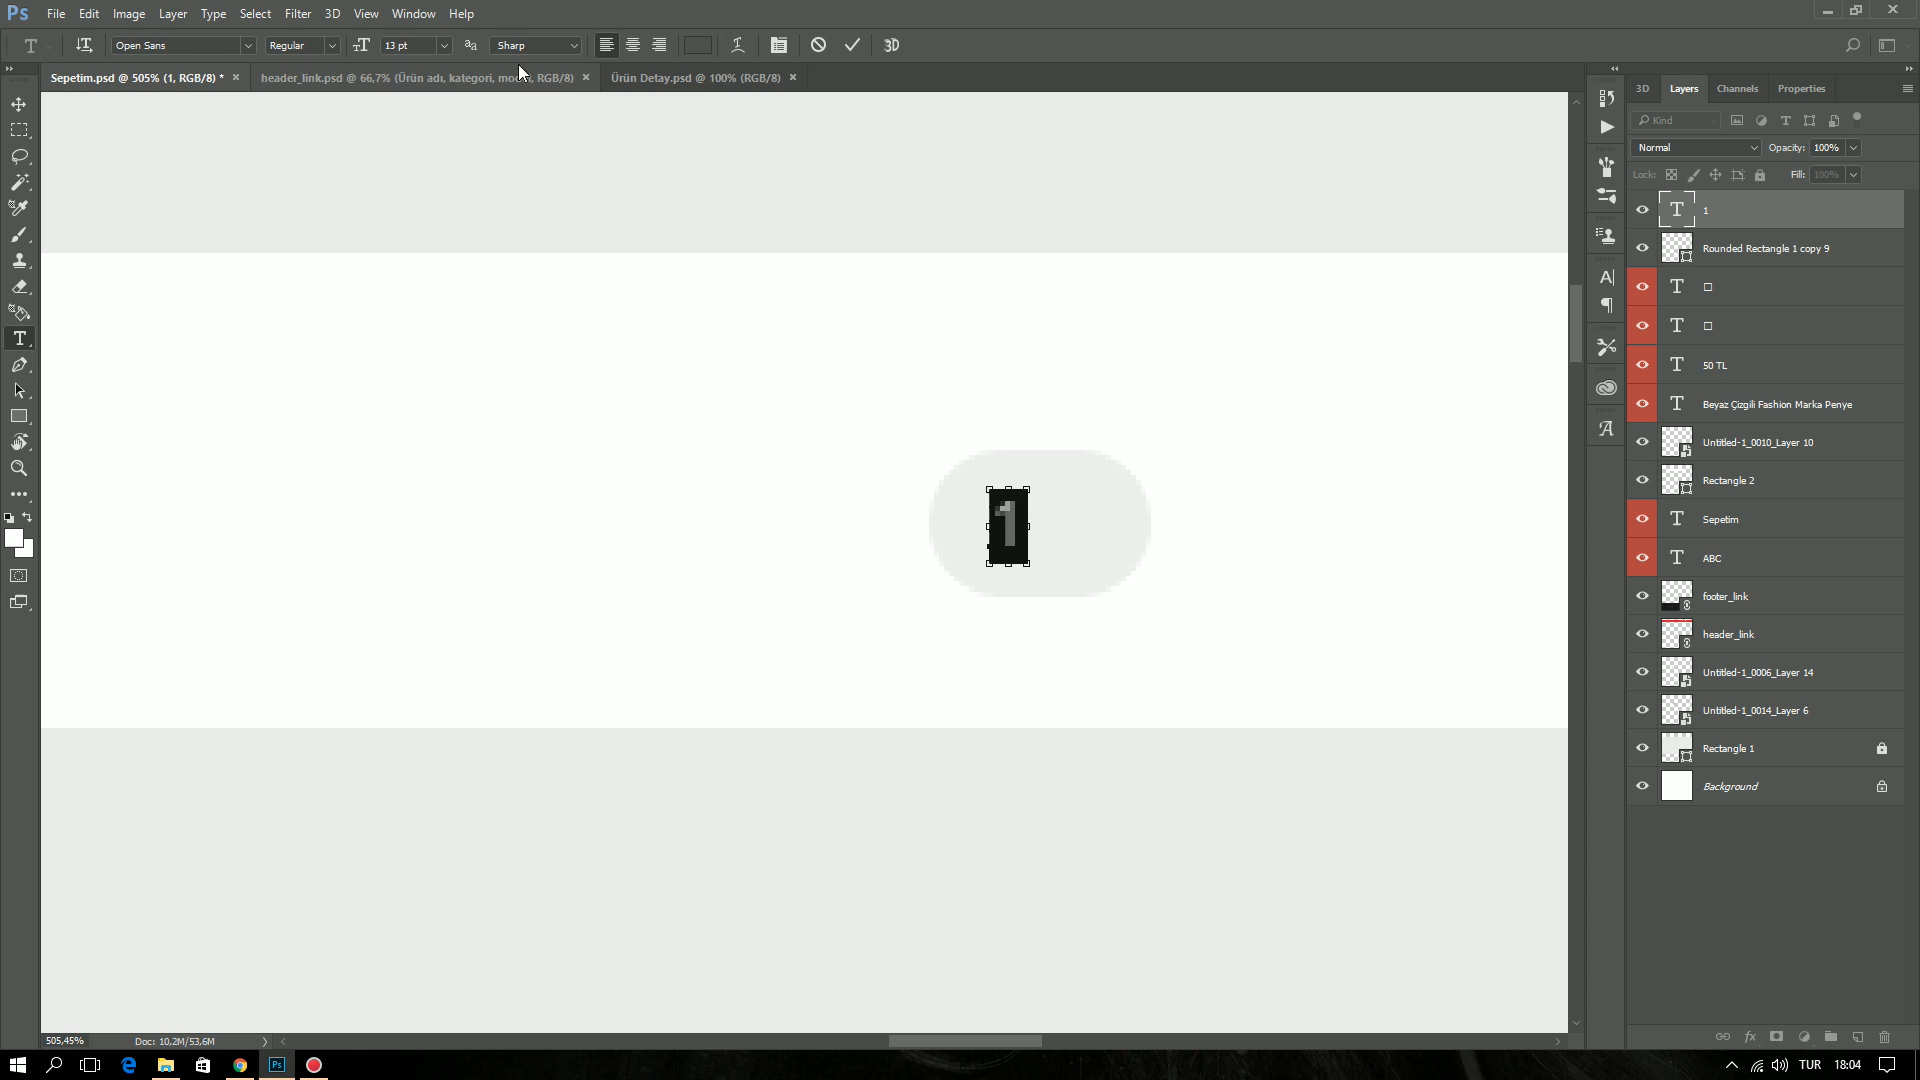 Ps File Edit Image Layer Type Select Filter 3D View Window Help
T Open Sans Regular 13 pt Sharp 3D
Sepetim.psd @ 505% (1, RGB/8) * × header_link.psd @ 66,7% (Ürün adı, kategori, mo RGB/8) × Ürün Detay.psd @ 100% (RGB/8) ×
3D Layers Channels Properties
Kind
Normal Opacity: 100%
Lock: Fill: 100%
T 1
Rounded Rectangle 1 copy 9
T □
T □
T 50 TL
T Beyaz Çizgili Fashion Marka Penye
Untitled-1_0010_Layer 10
Rectangle 2
T Sepetim
T ABC
footer_link
header_link
Untitled-1_0006_Layer 14
Untitled-1_0014_Layer 6
Rectangle 1
Background
1
505,45% Doc: 10,2M/53,6M
fx
Ps TUR 18:04